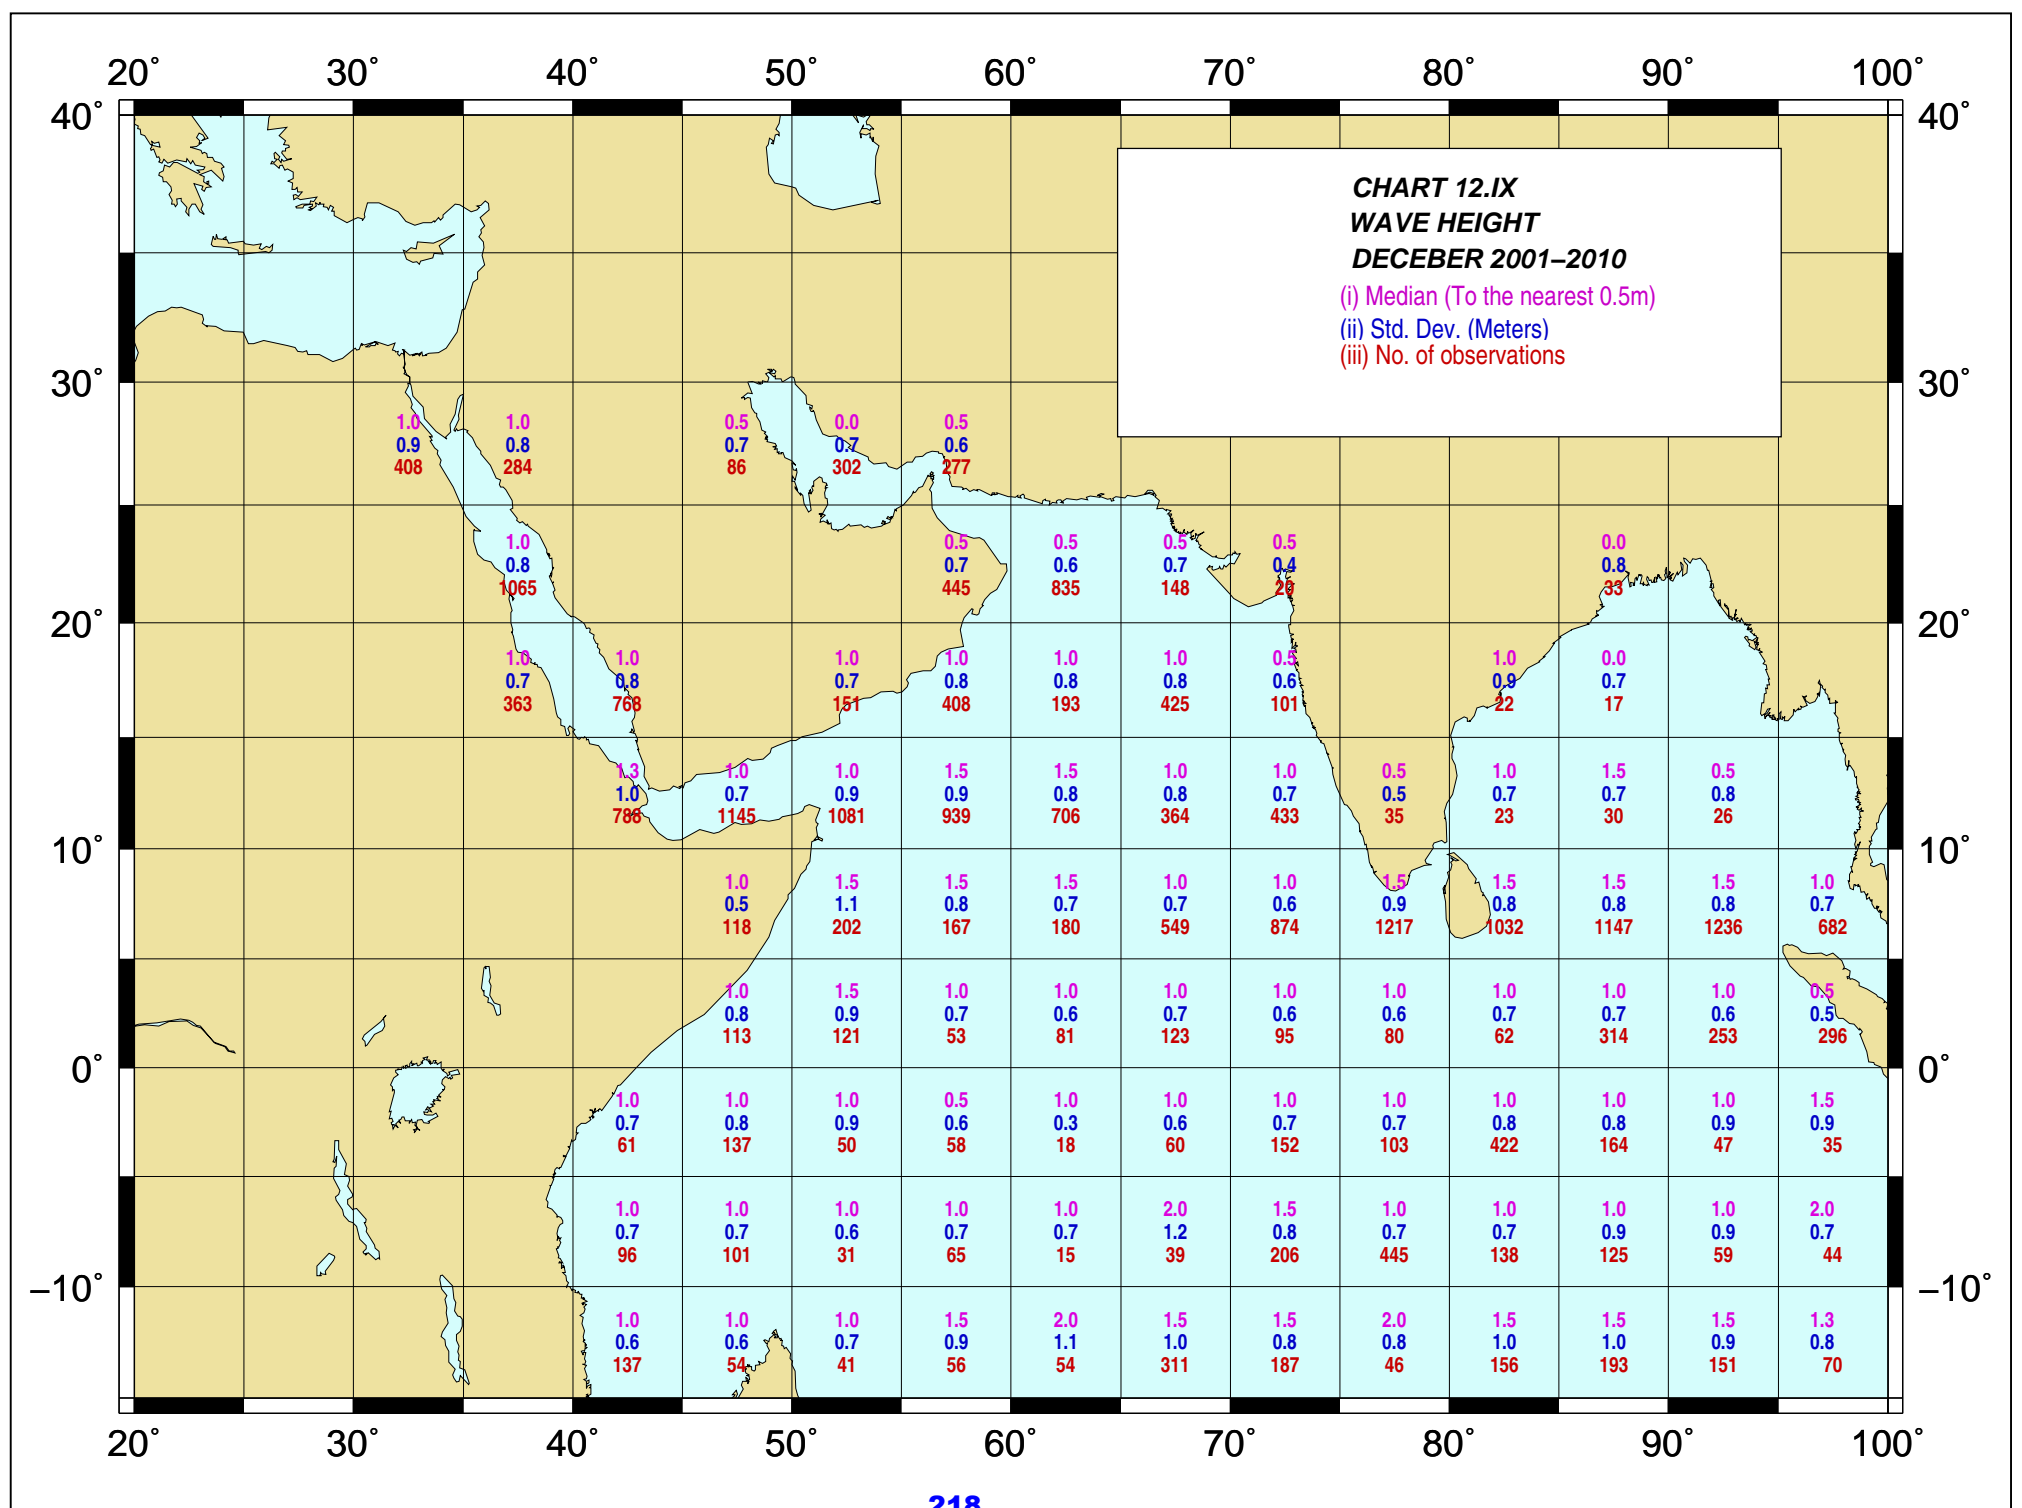 20° 30° 40° 50° 60° 70° 80° 90° 100°
40° 40°
CHART 12.IX
WAVE HEIGHT
DECEBER 2001–2010
(i) Median (To the nearest 0.5m)
(ii) Std. Dev. (Meters)
(iii) No. of observations
30° 30°
1.0 1.0 0.5 0.0 0.5
0.9 0.8 0.7 0.7 0.6
408 284 86 302 277
1.0 0.5 0.5 0.5 0.5 0.0
0.8 0.7 0.6 0.7 0.4 0.8
1065 445 835 148 20 33
20° 20°
1.0 1.0 1.0 1.0 1.0 1.0 0.5 1.0 0.0
0.7 0.8 0.7 0.8 0.8 0.8 0.6 0.9 0.7
363 768 151 408 193 425 101 22 17
1.3 1.0 1.0 1.5 1.5 1.0 1.0 0.5 1.0 1.5 0.5
1.0 0.7 0.9 0.9 0.8 0.8 0.7 0.5 0.7 0.7 0.8
788 1145 1081 939 706 364 433 35 23 30 26
10° 10°
1.0 1.5 1.5 1.5 1.0 1.0 1.5 1.5 1.5 1.5 1.0
0.5 1.1 0.8 0.7 0.7 0.6 0.9 0.8 0.8 0.8 0.7
118 202 167 180 549 874 1217 1032 1147 1236 682
1.0 1.5 1.0 1.0 1.0 1.0 1.0 1.0 1.0 1.0 0.5
0.8 0.9 0.7 0.6 0.7 0.6 0.6 0.7 0.7 0.6 0.5
113 121 53 81 123 95 80 62 314 253 296
0° 0°
1.0 1.0 1.0 0.5 1.0 1.0 1.0 1.0 1.0 1.0 1.0 1.5
0.7 0.8 0.9 0.6 0.3 0.6 0.7 0.7 0.8 0.8 0.9 0.9
61 137 50 58 18 60 152 103 422 164 47 35
1.0 1.0 1.0 1.0 1.0 2.0 1.5 1.0 1.0 1.0 1.0 2.0
0.7 0.7 0.6 0.7 0.7 1.2 0.8 0.7 0.7 0.9 0.9 0.7
96 101 31 65 15 39 206 445 138 125 59 44
–10° –10°
1.0 1.0 1.0 1.5 2.0 1.5 1.5 2.0 1.5 1.5 1.5 1.3
0.6 0.6 0.7 0.9 1.1 1.0 0.8 0.8 1.0 1.0 0.9 0.8
137 54 41 56 54 311 187 46 156 193 151 70
20° 30° 40° 50° 60° 70° 80° 90° 100°
218